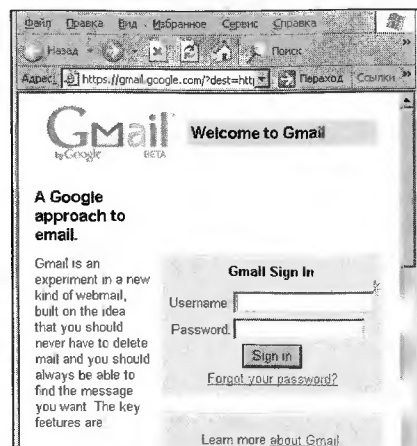 Файл Правка Вид Избранное Сервис Справка
Назад Поиск
Адрес: https://gmail.google.com/?dest=htt Переход Ссылки
GMail Welcome to Gmail
by Google BETA
A Google
approach to
email.
Gmail is an
experiment in a new
kind of webmail,
built on the idea
that you should
never have to delete
mail and you should
always be able to
find the message
you want The key
features are
Gmail Sign In
Username
Password
Sign in
Forgot your password?
Learn more about Gmail